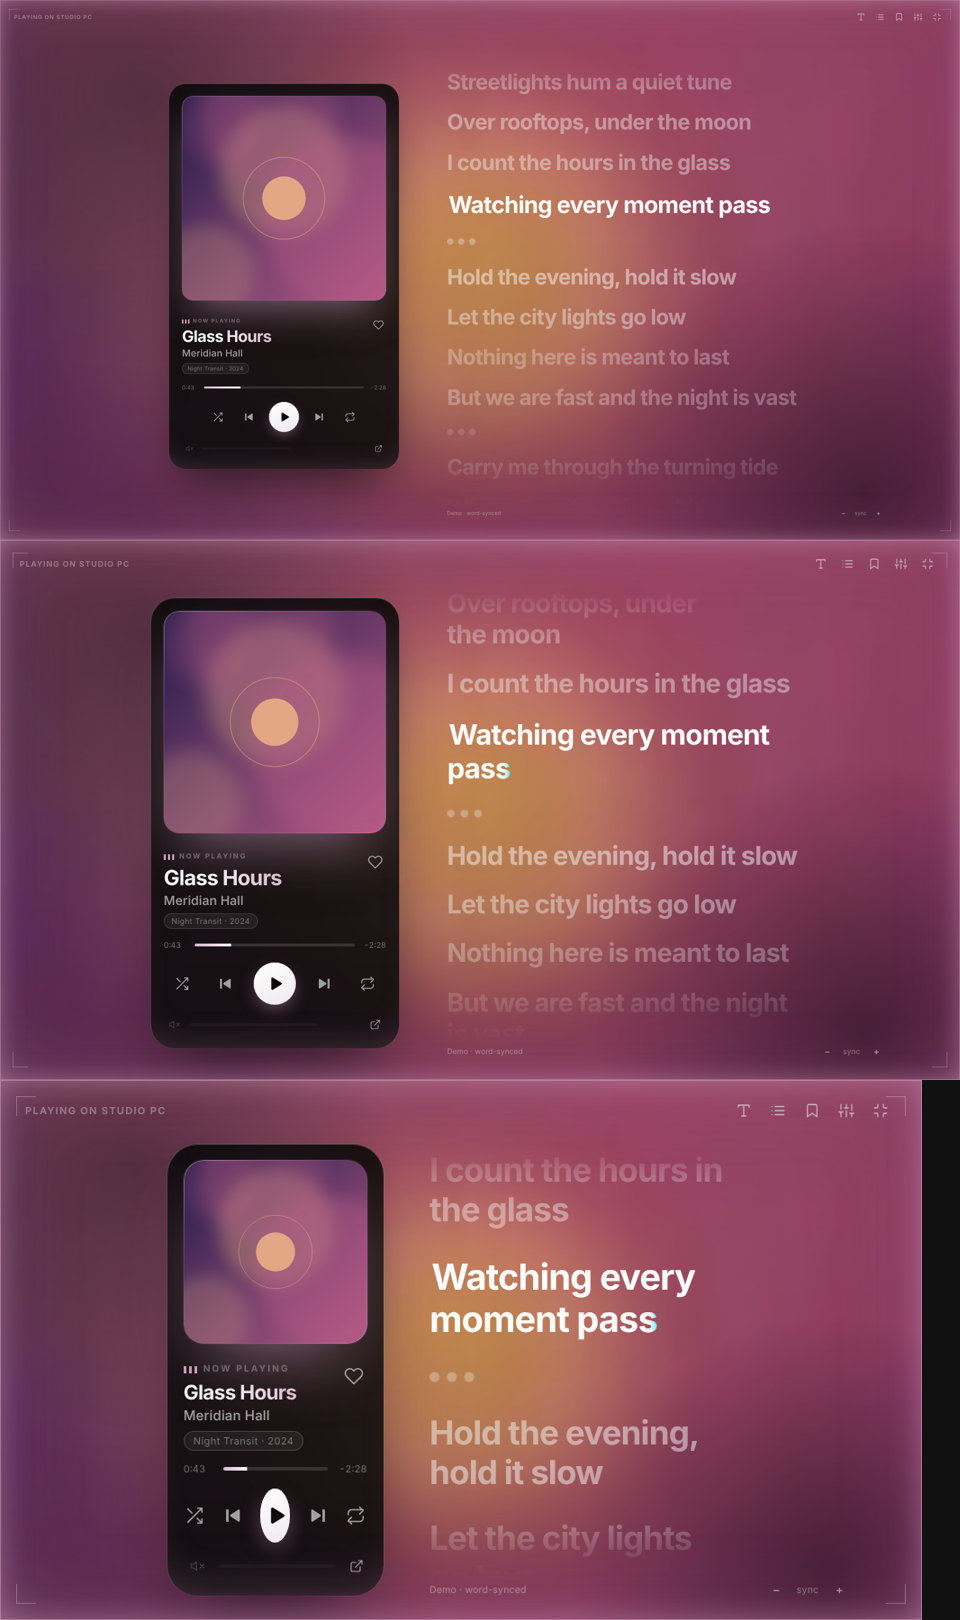 PLAYING ON STUDIO PC
Streetlights hum a quiet tune
Over rooftops, under the moon
I count the hours in the glass
Watching every moment pass
Hold the evening, hold it slow
Let the city lights go low
Nothing here is meant to last
But we are fast and the night is vast
Carry me through the turning tide
NOW PLAYING
Glass Hours
Meridian Hall
Night Transit · 2024
0:43 -2:28
Demo · word-synced
− sync +
PLAYING ON STUDIO PC
Over rooftops, under
the moon
I count the hours in the glass
Watching every moment
pass
Hold the evening, hold it slow
Let the city lights go low
Nothing here is meant to last
But we are fast and the night
is vast
NOW PLAYING
Glass Hours
Meridian Hall
Night Transit · 2024
0:43 -2:28
Demo · word-synced
− sync +
PLAYING ON STUDIO PC
I count the hours in
the glass
Watching every
moment pass
Hold the evening,
hold it slow
Let the city lights
NOW PLAYING
Glass Hours
Meridian Hall
Night Transit · 2024
0:43 -2:28
Demo · word-synced
− sync +